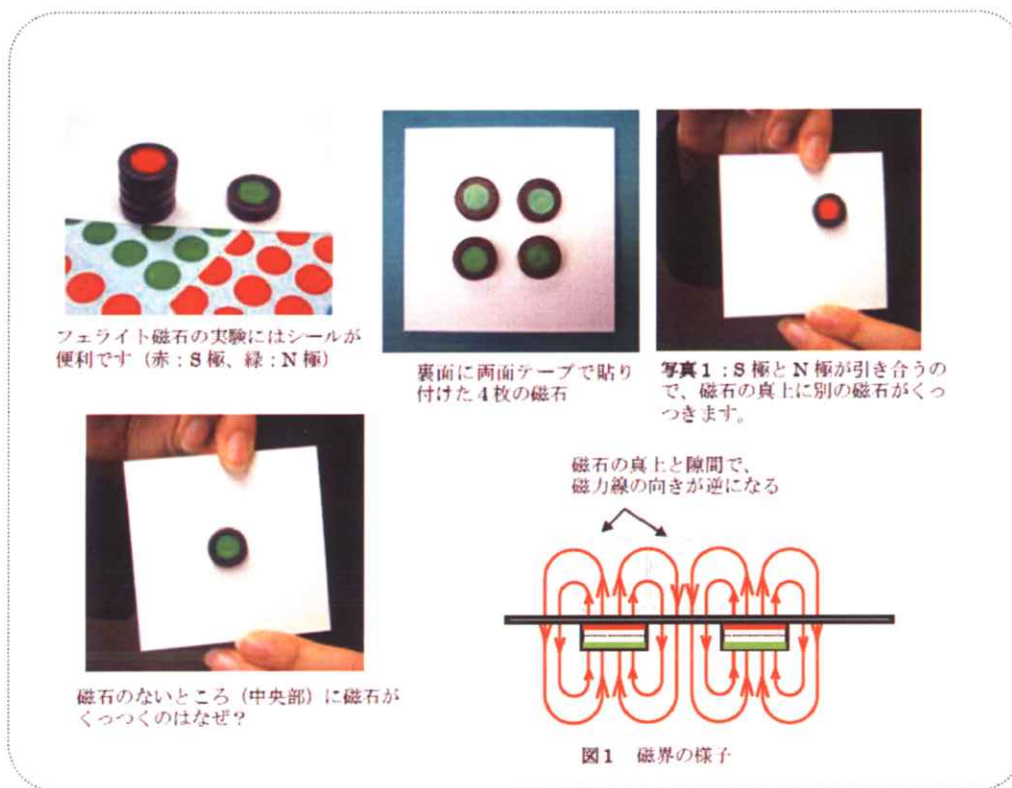 フェライト磁石の実験にはシールが
便利です（赤：S極、緑：N極）
裏面に両面テープで貼り
付けた4枚の磁石
写真1：S極とN極が引き合うの
で、磁石の真上に別の磁石がくっ
つきます。
磁石のないところ（中央部）に磁石が
くっつくのはなぜ？
磁石の真上と隙間で、
磁力線の向きが逆になる
図1　磁界の様子